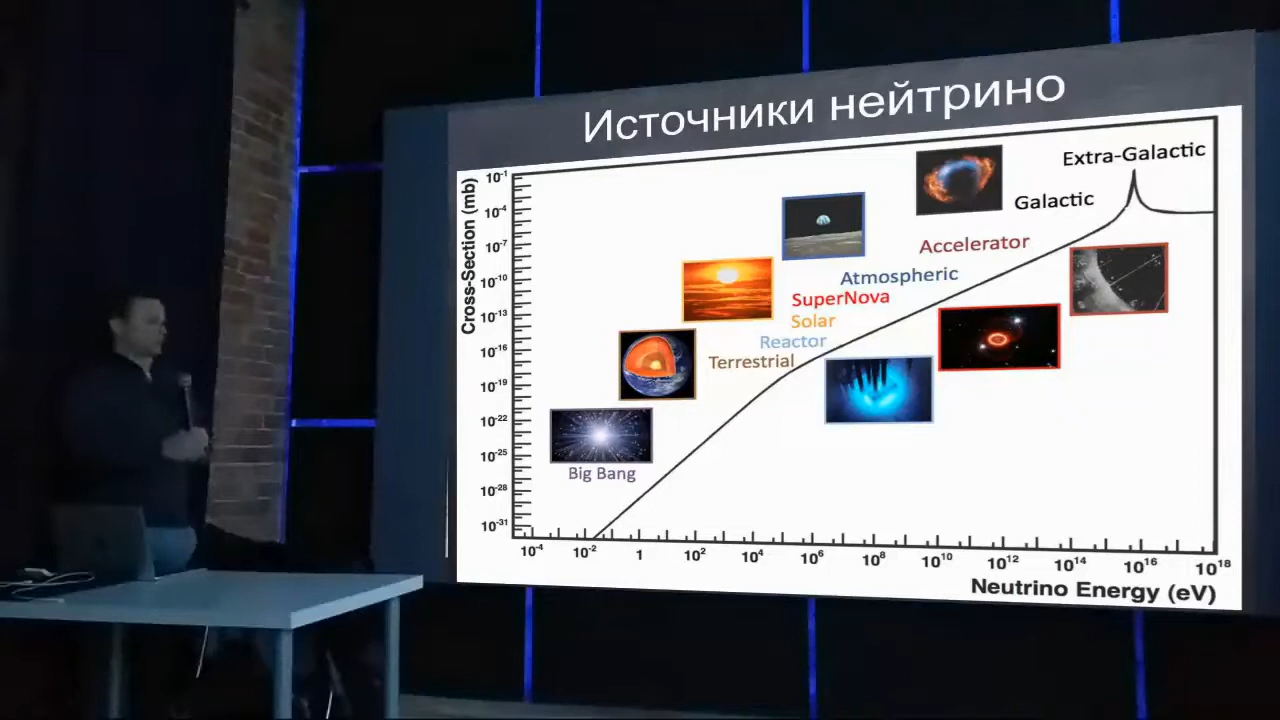 Источники нейтрино
Cross-Section (mb)
10⁻¹
10⁻⁴
10⁻⁷
10⁻¹⁰
10⁻¹³
10⁻¹⁶
10⁻¹⁹
10⁻²²
10⁻²⁵
10⁻²⁸
10⁻³¹
Extra-Galactic
Galactic
Accelerator
Atmospheric
SuperNova
Solar
Reactor
Terrestrial
Big Bang
10⁻⁴ 10⁻² 1 10² 10⁴ 10⁶ 10⁸ 10¹⁰ 10¹² 10¹⁴ 10¹⁶ 10¹⁸
Neutrino Energy (eV)